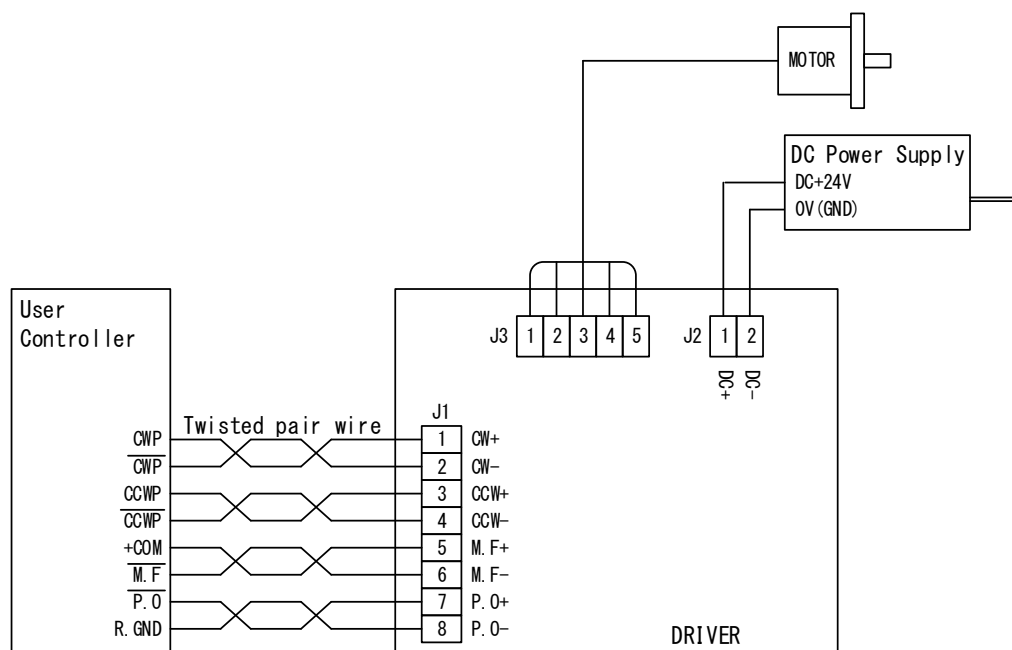 MOTOR
DC Power Supply
DC+24V
0V(GND)
User
Controller
J3 1 2 3 4 5
J2 1 2
DC+ DC-
Twisted pair wire
J1
CWP 1 CW+
C̅W̅P̅ 2 CW-
CCWP 3 CCW+
C̅C̅W̅P̅ 4 CCW-
+COM 5 M.F+
M̅.̅F̅ 6 M.F-
P̅.̅O̅ 7 P.O+
R.GND 8 P.O-
DRIVER